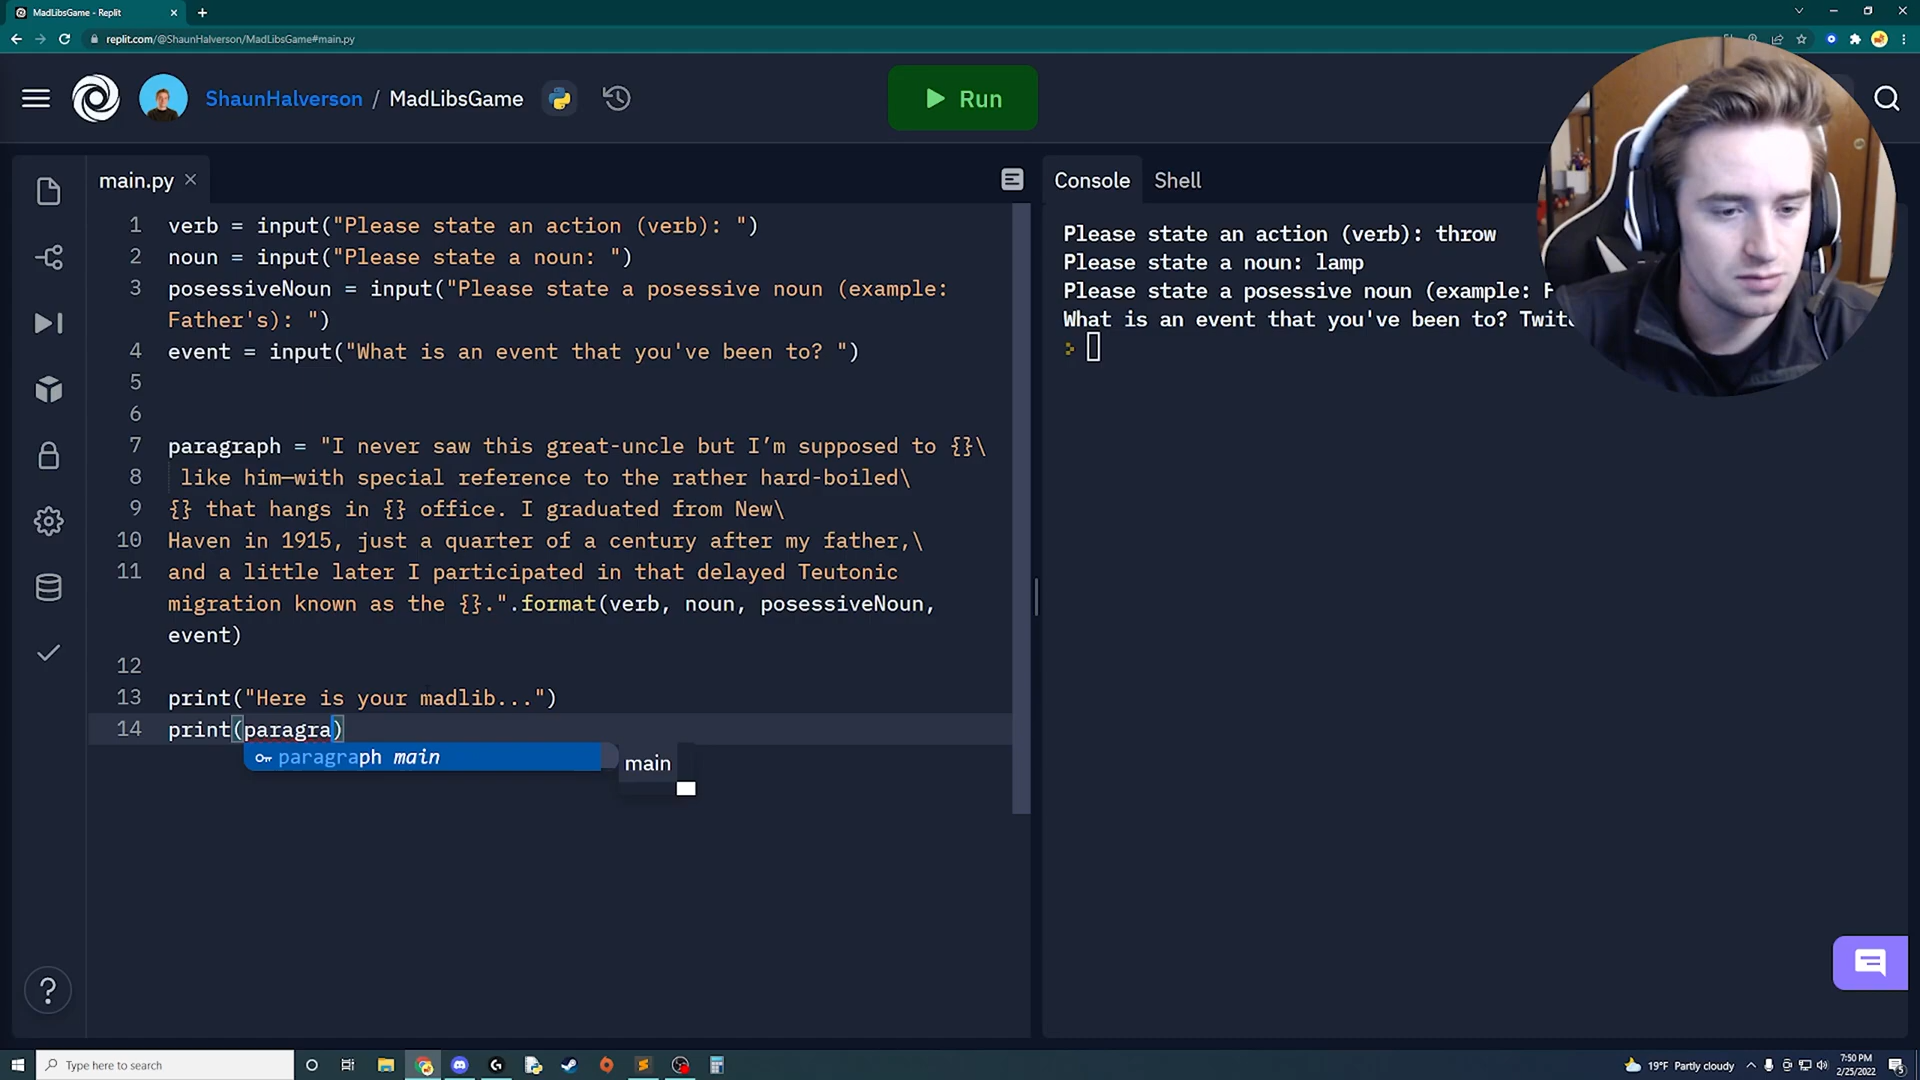 MadLibsGame - Replit
replit.com/@ShaunHalverson/MadLibsGame#main.py
ShaunHalverson / MadLibsGame
Run
main.py
1 verb = input("Please state an action (verb): ")
2 noun = input("Please state a noun: ")
3 posessiveNoun = input("Please state a posessive noun (example:
Father's): ")
4 event = input("What is an event that you've been to? ")
5
6
7 paragraph = "I never saw this great-uncle but I’m supposed to {}\
8 like him—with special reference to the rather hard-boiled\
9 {} that hangs in {} office. I graduated from New\
10 Haven in 1915, just a quarter of a century after my father,\
11 and a little later I participated in that delayed Teutonic
migration known as the {}.".format(verb, noun, posessiveNoun,
event)
12
13 print("Here is your madlib...")
14 print(paragra)
paragraph main
main
Console Shell
Please state an action (verb): throw
Please state a noun: lamp
Please state a posessive noun (example:
What is an event that you've been to?
?
Type here to search
19°F Partly cloudy
7:50 PM
2/25/2022
5